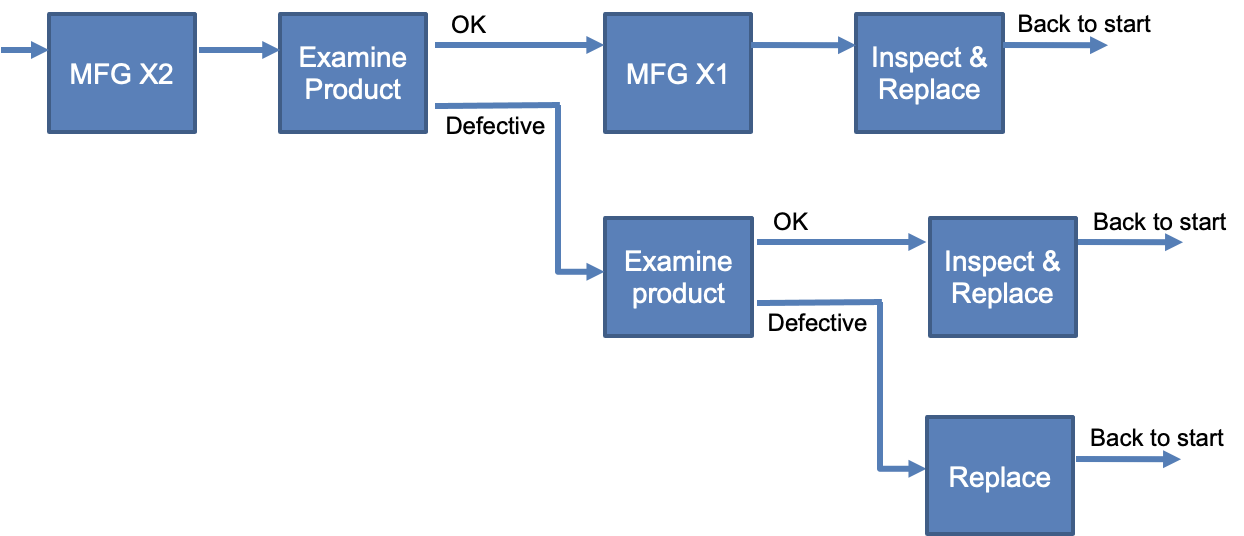 MFG X2
Examine
Product
OK
Defective
MFG X1
Inspect &
Replace
Back to start
Examine
product
OK
Defective
Inspect &
Replace
Back to start
Replace
Back to start